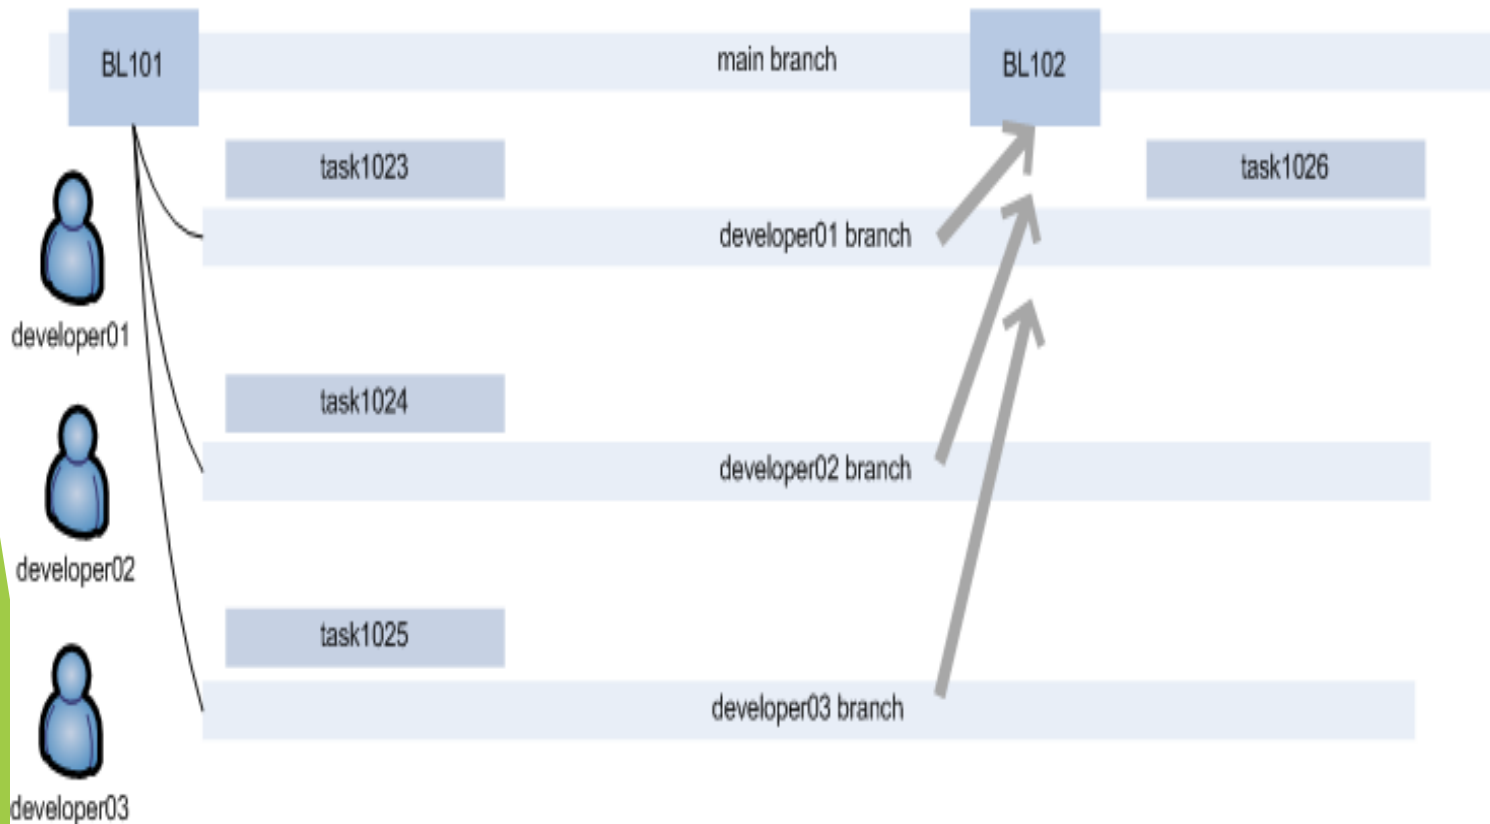 BL101
main branch
BL102
task1023
task1026
developer01 branch
developer01
task1024
developer02 branch
developer02
task1025
developer03 branch
developer03